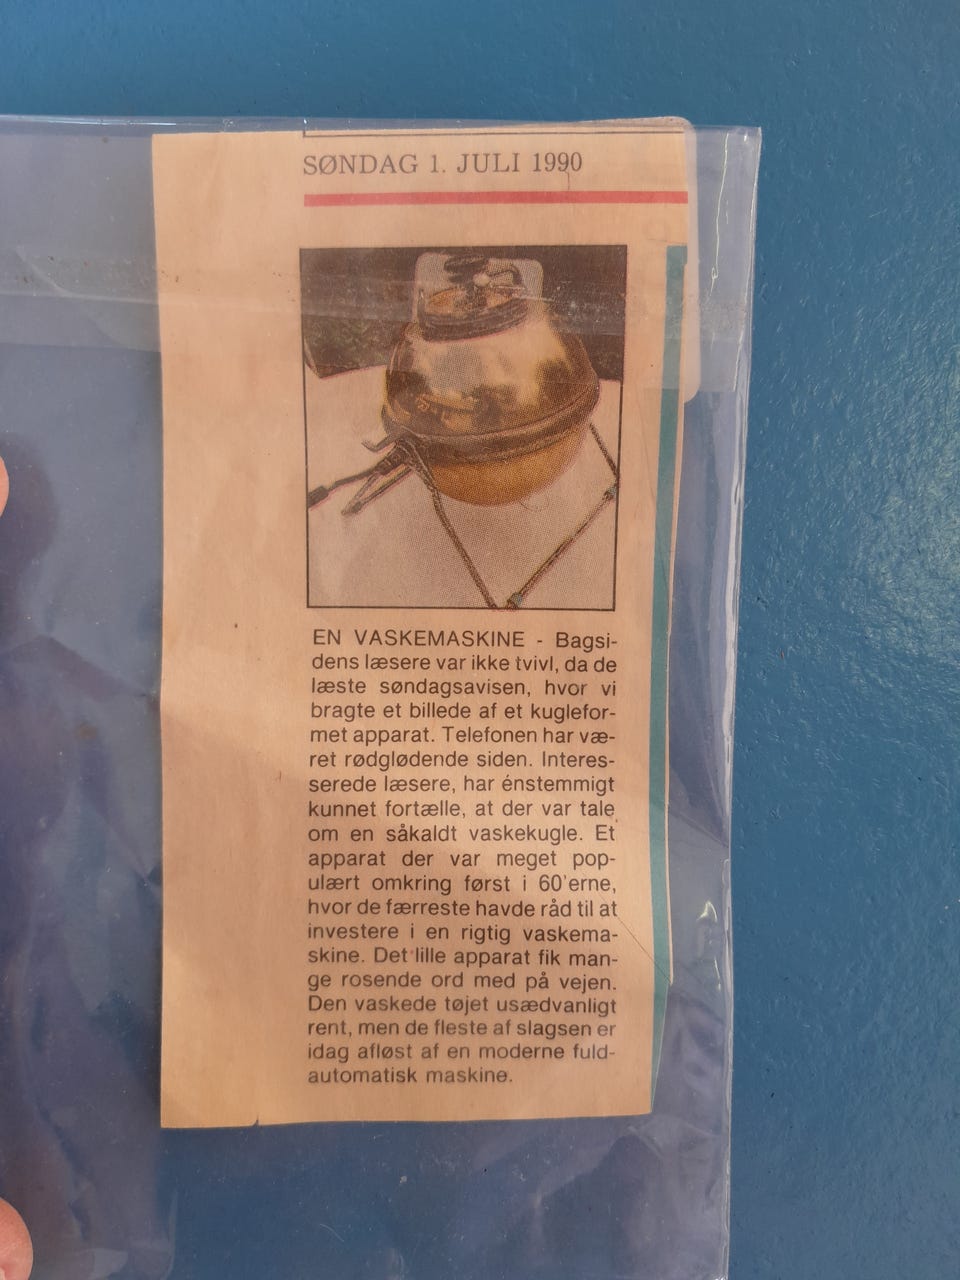 SØNDAG 1. JULI 1990
EN VASKEMASKINE - Bagsi-
dens læsere var ikke tvivl, da de
læste søndagsavisen, hvor vi
bragte et billede af et kuglefor-
met apparat. Telefonen har væ-
ret rødglødende siden. Interes-
serede læsere, har énstemmigt
kunnet fortælle, at der var tale
om en såkaldt vaskekugle. Et
apparat der var meget pop-
ulært omkring først i 60'erne,
hvor de færreste havde råd til at
investere i en rigtig vaskema-
skine. Det lille apparat fik man-
ge rosende ord med på vejen.
Den vaskede tøjet usædvanligt
rent, men de fleste af slagsen er
idag afløst af en moderne fuld-
automatisk maskine.